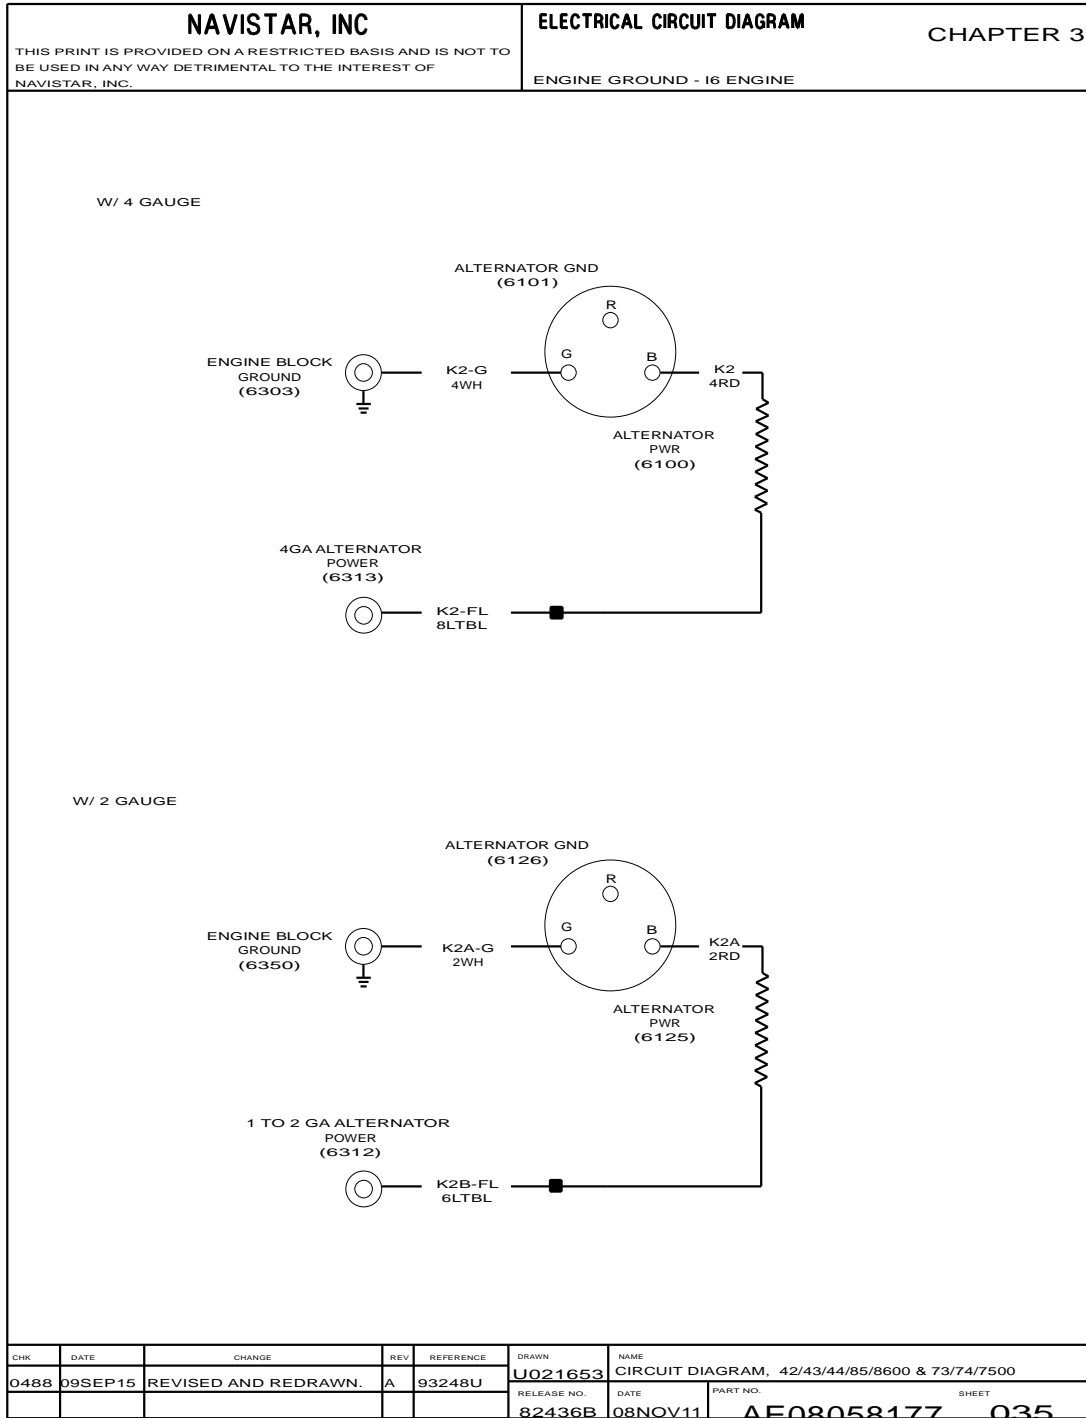 NAVISTAR, INC
THIS PRINT IS PROVIDED ON A RESTRICTED BASIS AND IS NOT TO
BE USED IN ANY WAY DETRIMENTAL TO THE INTEREST OF
NAVISTAR, INC.
ELECTRICAL CIRCUIT DIAGRAM
CHAPTER 3
ENGINE GROUND - I6 ENGINE
W/ 4 GAUGE
ALTERNATOR GND
(6101)
R
G
B
ENGINE BLOCK
GROUND
(6303)
K2-G
4WH
K2
4RD
ALTERNATOR
PWR
(6100)
4GA ALTERNATOR
POWER
(6313)
K2-FL
8LTBL
W/ 2 GAUGE
ALTERNATOR GND
(6126)
R
G
B
ENGINE BLOCK
GROUND
(6350)
K2A-G
2WH
K2A
2RD
ALTERNATOR
PWR
(6125)
1 TO 2 GA ALTERNATOR
POWER
(6312)
K2B-FL
6LTBL
CHK DATE CHANGE REV REFERENCE
0488 09SEP15 REVISED AND REDRAWN. A 93248U
DRAWN
U021653
NAME
CIRCUIT DIAGRAM, 42/43/44/85/8600 & 73/74/7500
RELEASE NO.
82436B
DATE
08NOV11
PART NO.
AE08058177
SHEET
035